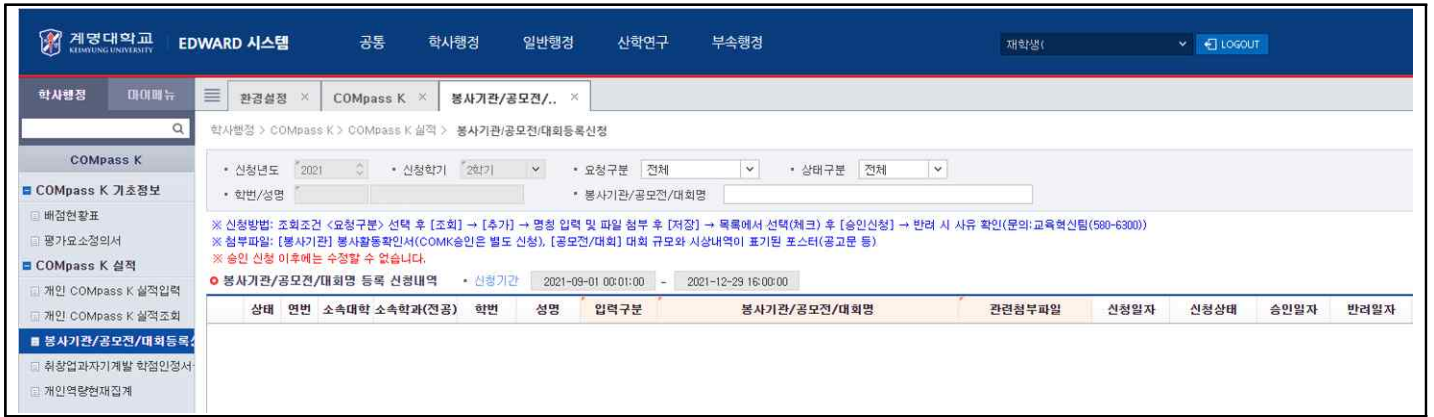 계명대학교 KEIMYUNG UNIVERSITY EDWARD 시스템 공통 학사행정 일반행정 산학연구 부속행정 재학생( LOGOUT
학사행정 마이메뉴 환경설정 × COMpass K × 봉사기관/공모전/.. ×
학사행정 > COMpass K > COMpass K 실적 > 봉사기관/공모전/대회등록신청
COMpass K
• 신청년도 2021 • 신청학기 2학기 • 요청구분 전체 • 상태구분 전체
• 학번/성명 • 봉사기관/공모전/대회명
COMpass K 기초정보
배점현황표
평가요소정의서
COMpass K 실적
개인 COMpass K 실적입력
개인 COMpass K 실적조회
봉사기관/공모전/대회등록신
취창업과자기계발 학점인정서
개인역량현재집계
※ 신청방법: 조회조건 <요청구분> 선택 후 [조회] → [추가] → 명칭 입력 및 파일 첨부 후 [저장] → 목록에서 선택(체크) 후 [승인신청] → 반려 시 사유 확인(문의:교육혁신팀(580-6300))
※ 첨부파일: [봉사기관] 봉사활동확인서(COMK승인은 별도 신청), [공모전/대회] 대회 규모와 시상내역이 표기된 포스터(공고문 등)
※ 승인 신청 이후에는 수정할 수 없습니다.
봉사기관/공모전/대회명 등록 신청내역 • 신청기간 2021-09-01 00:01:00 - 2021-12-29 16:00:00
상태 연번 소속대학 소속학과(전공) 학번 성명 입력구분 봉사기관/공모전/대회명 관련첨부파일 신청일자 신청상태 승인일자 반려일자